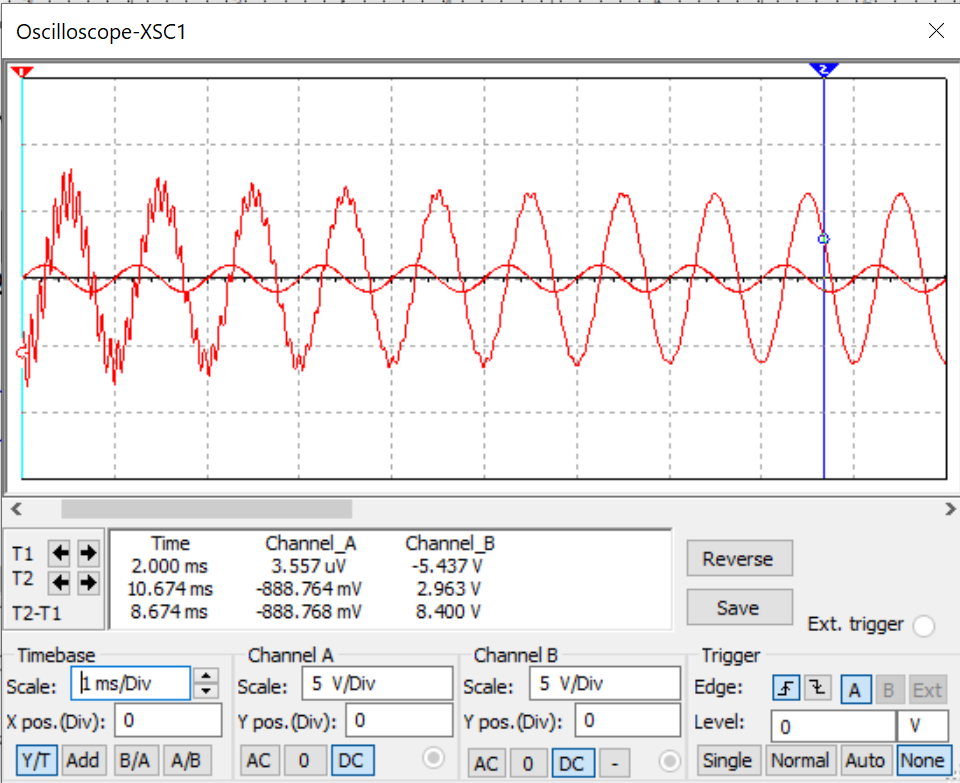 Oscilloscope-XSC1
1 2
T1
T2
T2-T1
Time Channel_A Channel_B
2.000 ms 3.557 uV -5.437 V
10.674 ms -888.764 mV 2.963 V
8.674 ms -888.768 mV 8.400 V
Reverse
Save
Ext. trigger
Timebase
Scale: 1 ms/Div
X pos.(Div): 0
Y/T Add B/A A/B
Channel A
Scale: 5 V/Div
Y pos.(Div): 0
AC 0 DC
Channel B
Scale: 5 V/Div
Y pos.(Div): 0
AC 0 DC -
Trigger
Edge: A B Ext
Level: 0 V
Single Normal Auto None